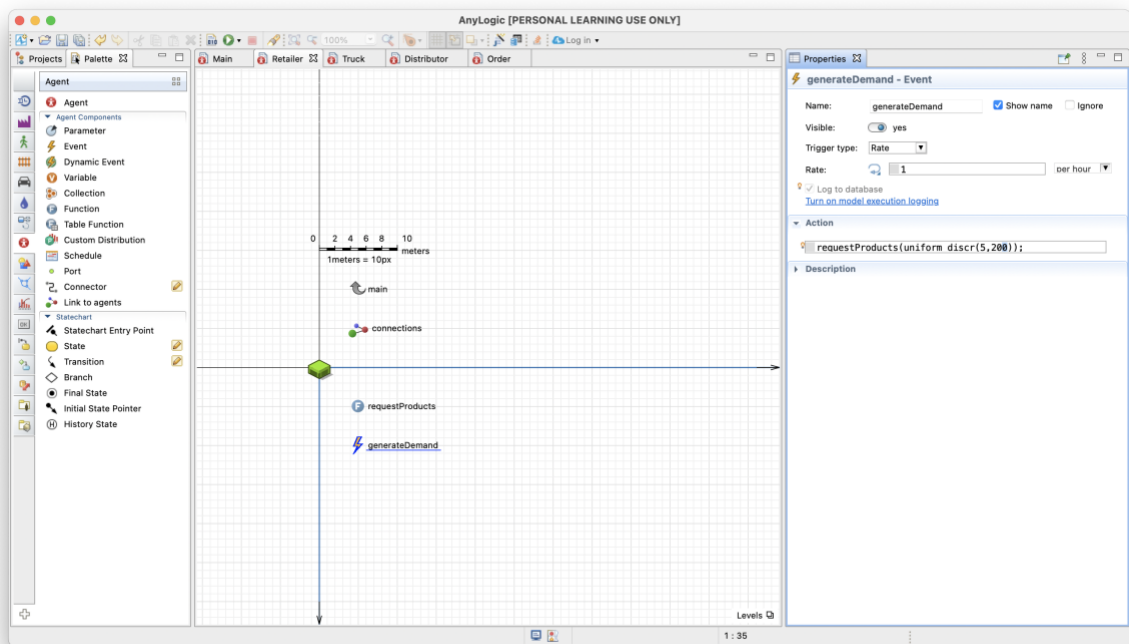 AnyLogic [PERSONAL LEARNING USE ONLY]
100%
Log in
Projects
Palette
Main
Retailer
Truck
Distributor
Order
Properties
Agent
Agent
Agent Components
Parameter
Event
Dynamic Event
Variable
Collection
Function
Table Function
Custom Distribution
Schedule
Port
Connector
Link to agents
Statechart
Statechart Entry Point
State
Transition
Branch
Final State
Initial State Pointer
History State
0 2 4 6 8 10
meters
1meters = 10px
main
connections
requestProducts
generateDemand
Levels
generateDemand - Event
Name: generateDemand Show name Ignore
Visible: yes
Trigger type: Rate
Rate: 1 per hour
Log to database
Turn on model execution logging
Action
requestProducts(uniform_discr(5,200));
Description
1 : 35